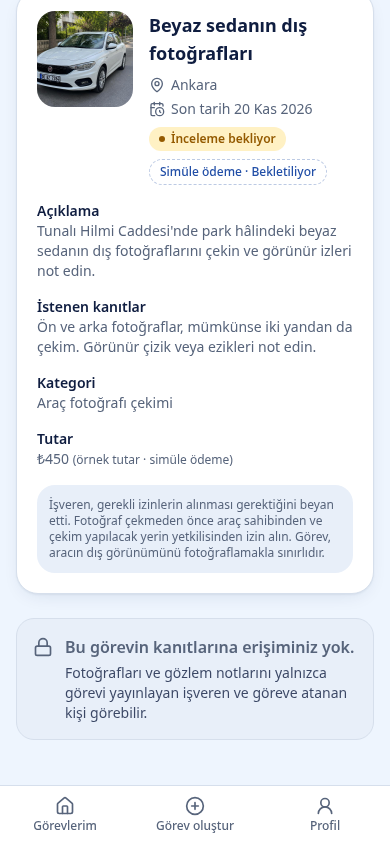 Beyaz sedanın dış
fotoğrafları
Ankara
Son tarih 20 Kas 2026
İnceleme bekliyor
Simüle ödeme · Bekletiliyor
Açıklama
Tunalı Hilmi Caddesi'nde park hâlindeki beyaz
sedanın dış fotoğraflarını çekin ve görünür izleri
not edin.
İstenen kanıtlar
Ön ve arka fotoğraflar, mümkünse iki yandan da
çekim. Görünür çizik veya ezikleri not edin.
Kategori
Araç fotoğrafı çekimi
Tutar
₺450 (örnek tutar · simüle ödeme)
İşveren, gerekli izinlerin alınması gerektiğini beyan
etti. Fotoğraf çekmeden önce araç sahibinden ve
çekim yapılacak yerin yetkilisinden izin alın. Görev,
aracın dış görünümünü fotoğraflamakla sınırlıdır.
Bu görevin kanıtlarına erişiminiz yok.
Fotoğrafları ve gözlem notlarını yalnızca
görevi yayınlayan işveren ve göreve atanan
kişi görebilir.
Görevlerim
Görev oluştur
Profil